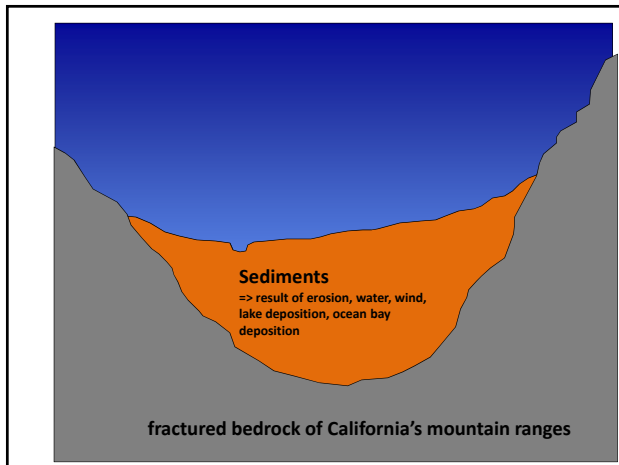 Sediments
=> result of erosion, water, wind,
lake deposition, ocean bay
deposition
fractured bedrock of California's mountain ranges